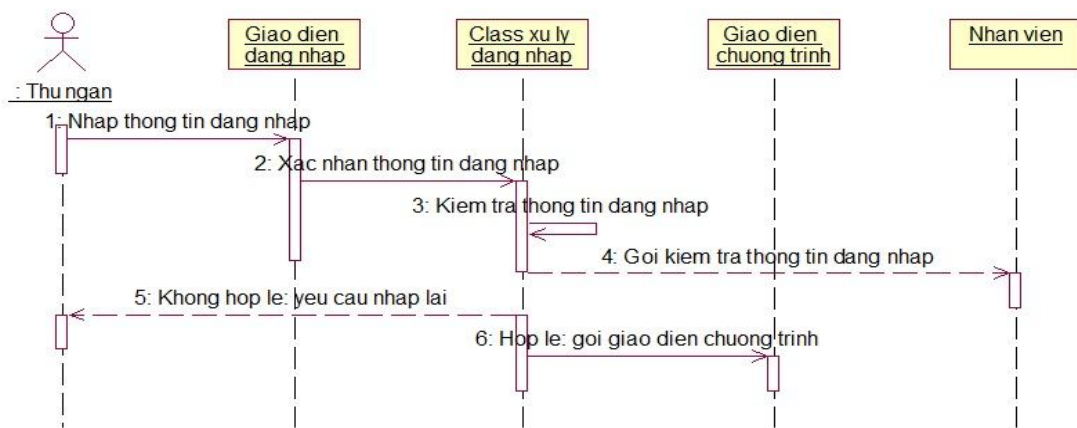 Giao dien
dang nhap
Class xu ly
dang nhap
Giao dien
chuong trinh
Nhan vien
: Thu ngan
1: Nhap thong tin dang nhap
2: Xac nhan thong tin dang nhap
3: Kiem tra thong tin dang nhap
4: Goi kiem tra thong tin dang nhap
5: Khong hop le: yeu cau nhap lai
6: Hop le: goi giao dien chuong trinh